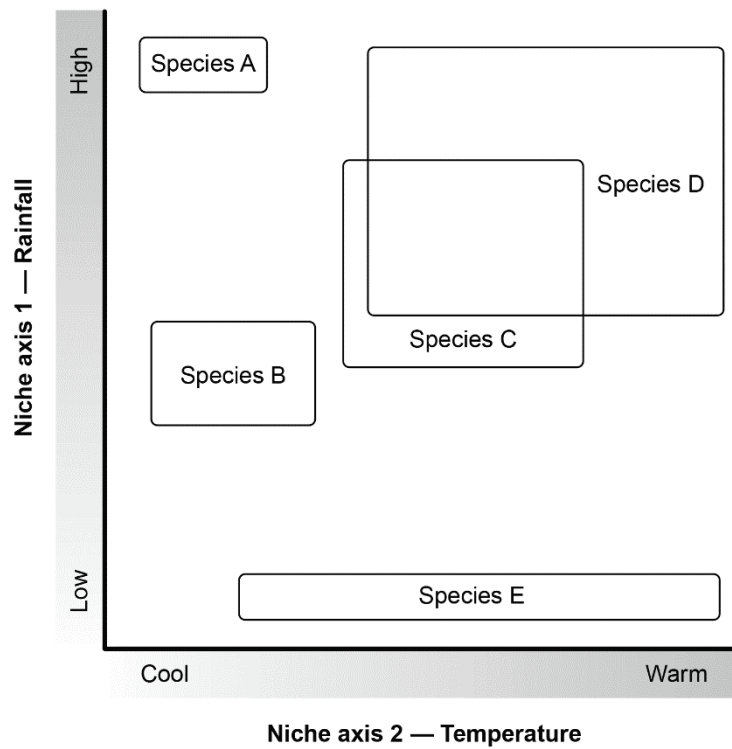 High
Species A
Species D
Niche axis 1 — Rainfall
Species C
Species B
Species E
Low
Cool
Warm
Niche axis 2 — Temperature